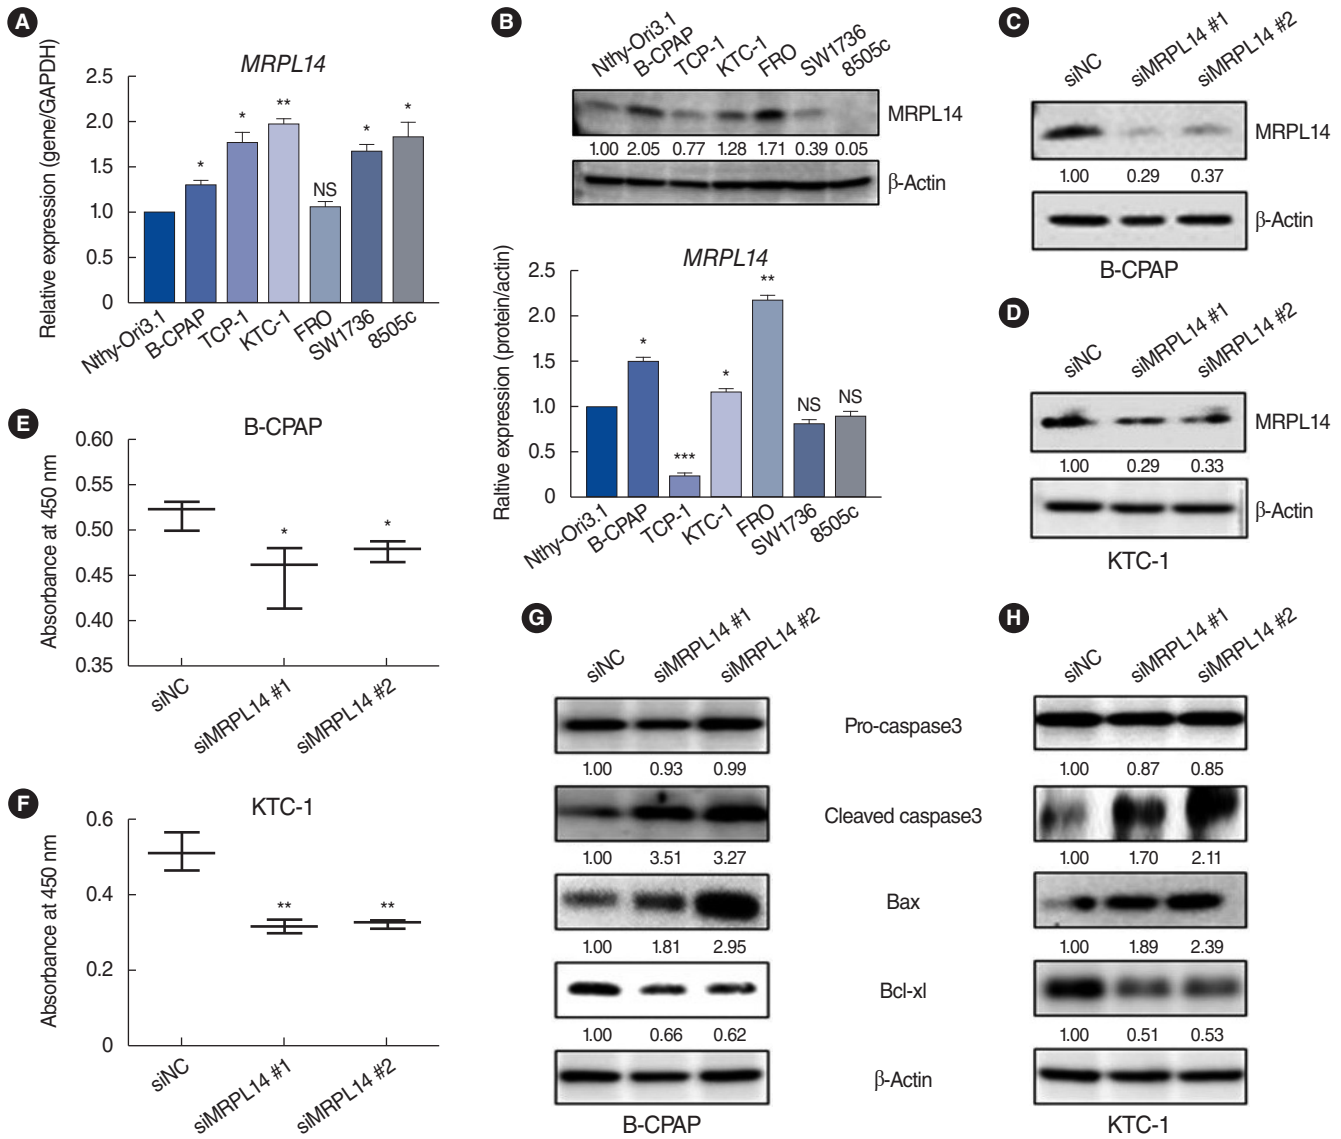 A
MRPL14
Relative expression (gene/GAPDH)
2.5
2.0
1.5
1.0
0.5
0
*
*
**
NS
*
*
Nthy-Ori3.1
B-CPAP
TCP-1
KTC-1
FRO
SW1736
8505c
B
Nthy-Ori3.1
B-CPAP
TCP-1
KTC-1
FRO
SW1736
8505c
MRPL14
1.00 2.05 0.77 1.28 1.71 0.39 0.05
β-Actin
MRPL14
Raltive expression (protein/actin)
2.5
2.0
1.5
1.0
0.5
0
*
***
*
**
NS
NS
Nthy-Ori3.1
B-CPAP
TCP-1
KTC-1
FRO
SW1736
8505c
C
siNC
siMRPL14 #1
siMRPL14 #2
MRPL14
1.00 0.29 0.37
β-Actin
B-CPAP
D
siNC
siMRPL14 #1
siMRPL14 #2
MRPL14
1.00 0.29 0.33
β-Actin
KTC-1
E
B-CPAP
Absorbance at 450 nm
0.60
0.55
0.50
0.45
0.40
0.35
*
*
siNC
siMRPL14 #1
siMRPL14 #2
F
KTC-1
Absorbance at 450 nm
0.6
0.4
0.2
0
**
**
siNC
siMRPL14 #1
siMRPL14 #2
G
siNC
siMRPL14 #1
siMRPL14 #2
Pro-caspase3
1.00 0.93 0.99
Cleaved caspase3
1.00 3.51 3.27
Bax
1.00 1.81 2.95
Bcl-xl
1.00 0.66 0.62
β-Actin
B-CPAP
H
siNC
siMRPL14 #1
siMRPL14 #2
1.00 0.87 0.85
1.00 1.70 2.11
1.00 1.89 2.39
1.00 0.51 0.53
KTC-1